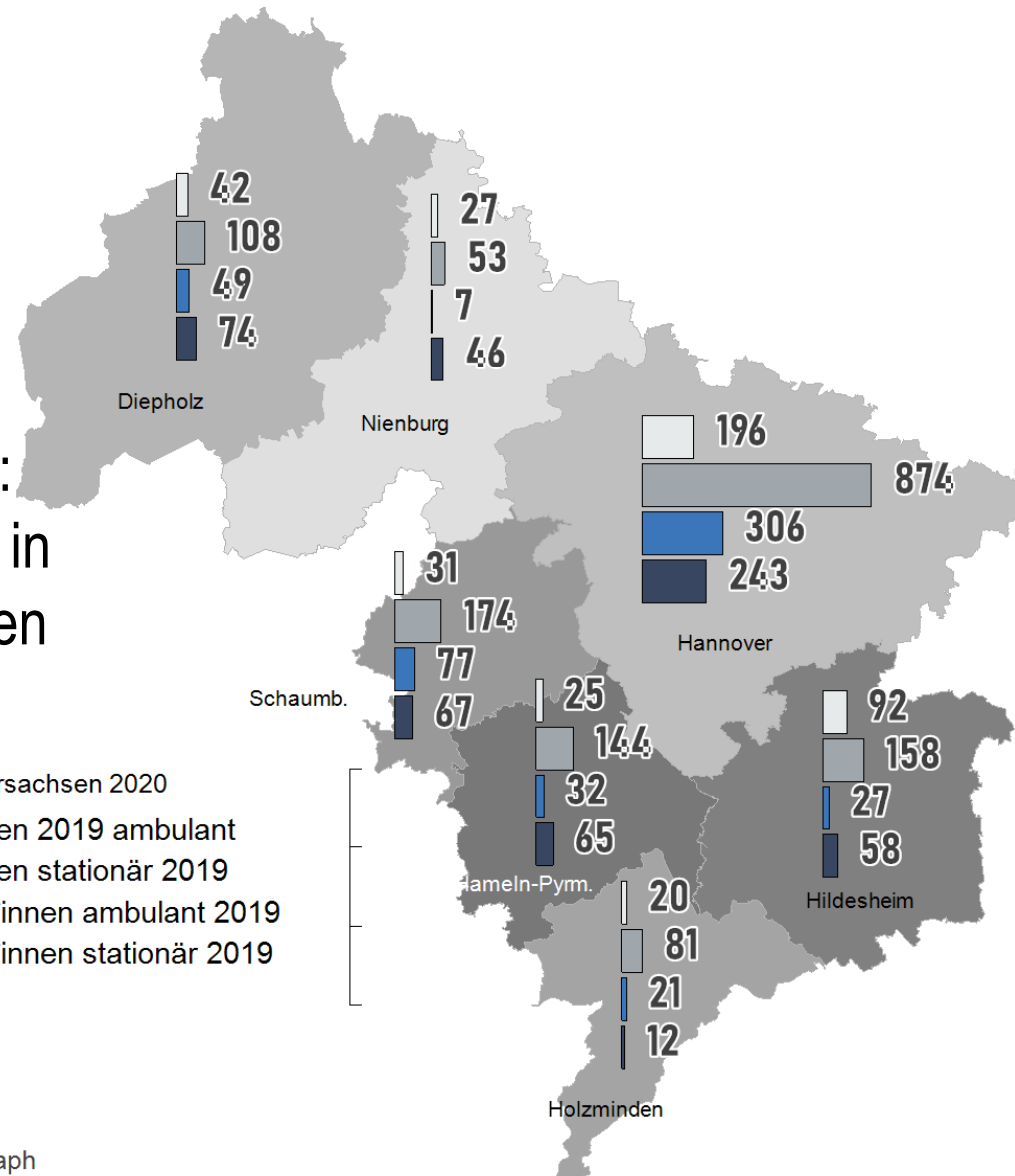 42
108
49
74
Diepholz
27
53
7
46
Nienburg
196
874
306
243
Hannover
:
in
en
31
174
77
67
Schaumb.
25
144
32
65
Hameln-Pyrm.
92
158
27
58
Hildesheim
rsachsen 2020
en 2019 ambulant
en stationär 2019
innen ambulant 2019
innen stationär 2019
20
81
21
12
Holzminden
aph